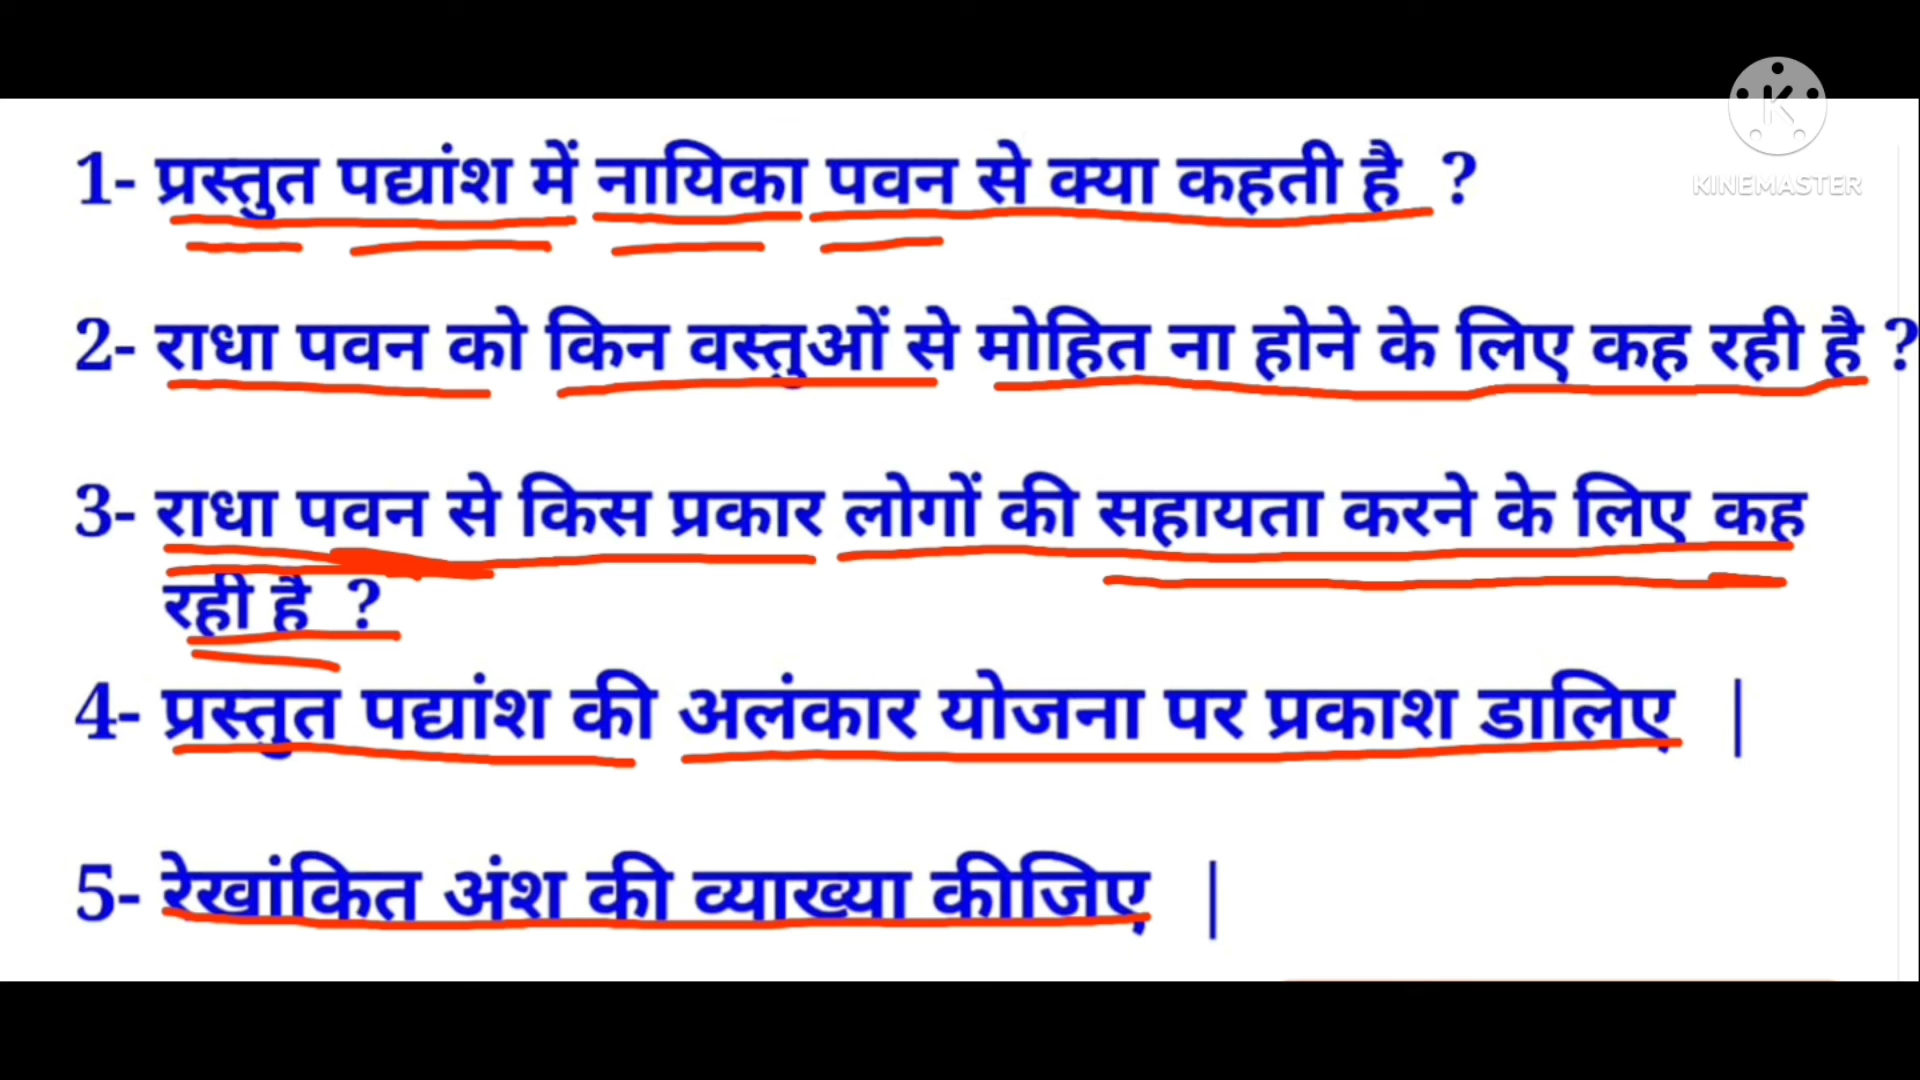 KINEMASTER
1- प्रस्तुत पद्यांश में नायिका पवन से क्या कहती है ?
2- राधा पवन को किन वस्तुओं से मोहित ना होने के लिए कह रही है ?
3- राधा पवन से किस प्रकार लोगों की सहायता करने के लिए कह
रही है ?
4- प्रस्तुत पद्यांश की अलंकार योजना पर प्रकाश डालिए |
5- रेखांकित अंश की व्याख्या कीजिए |